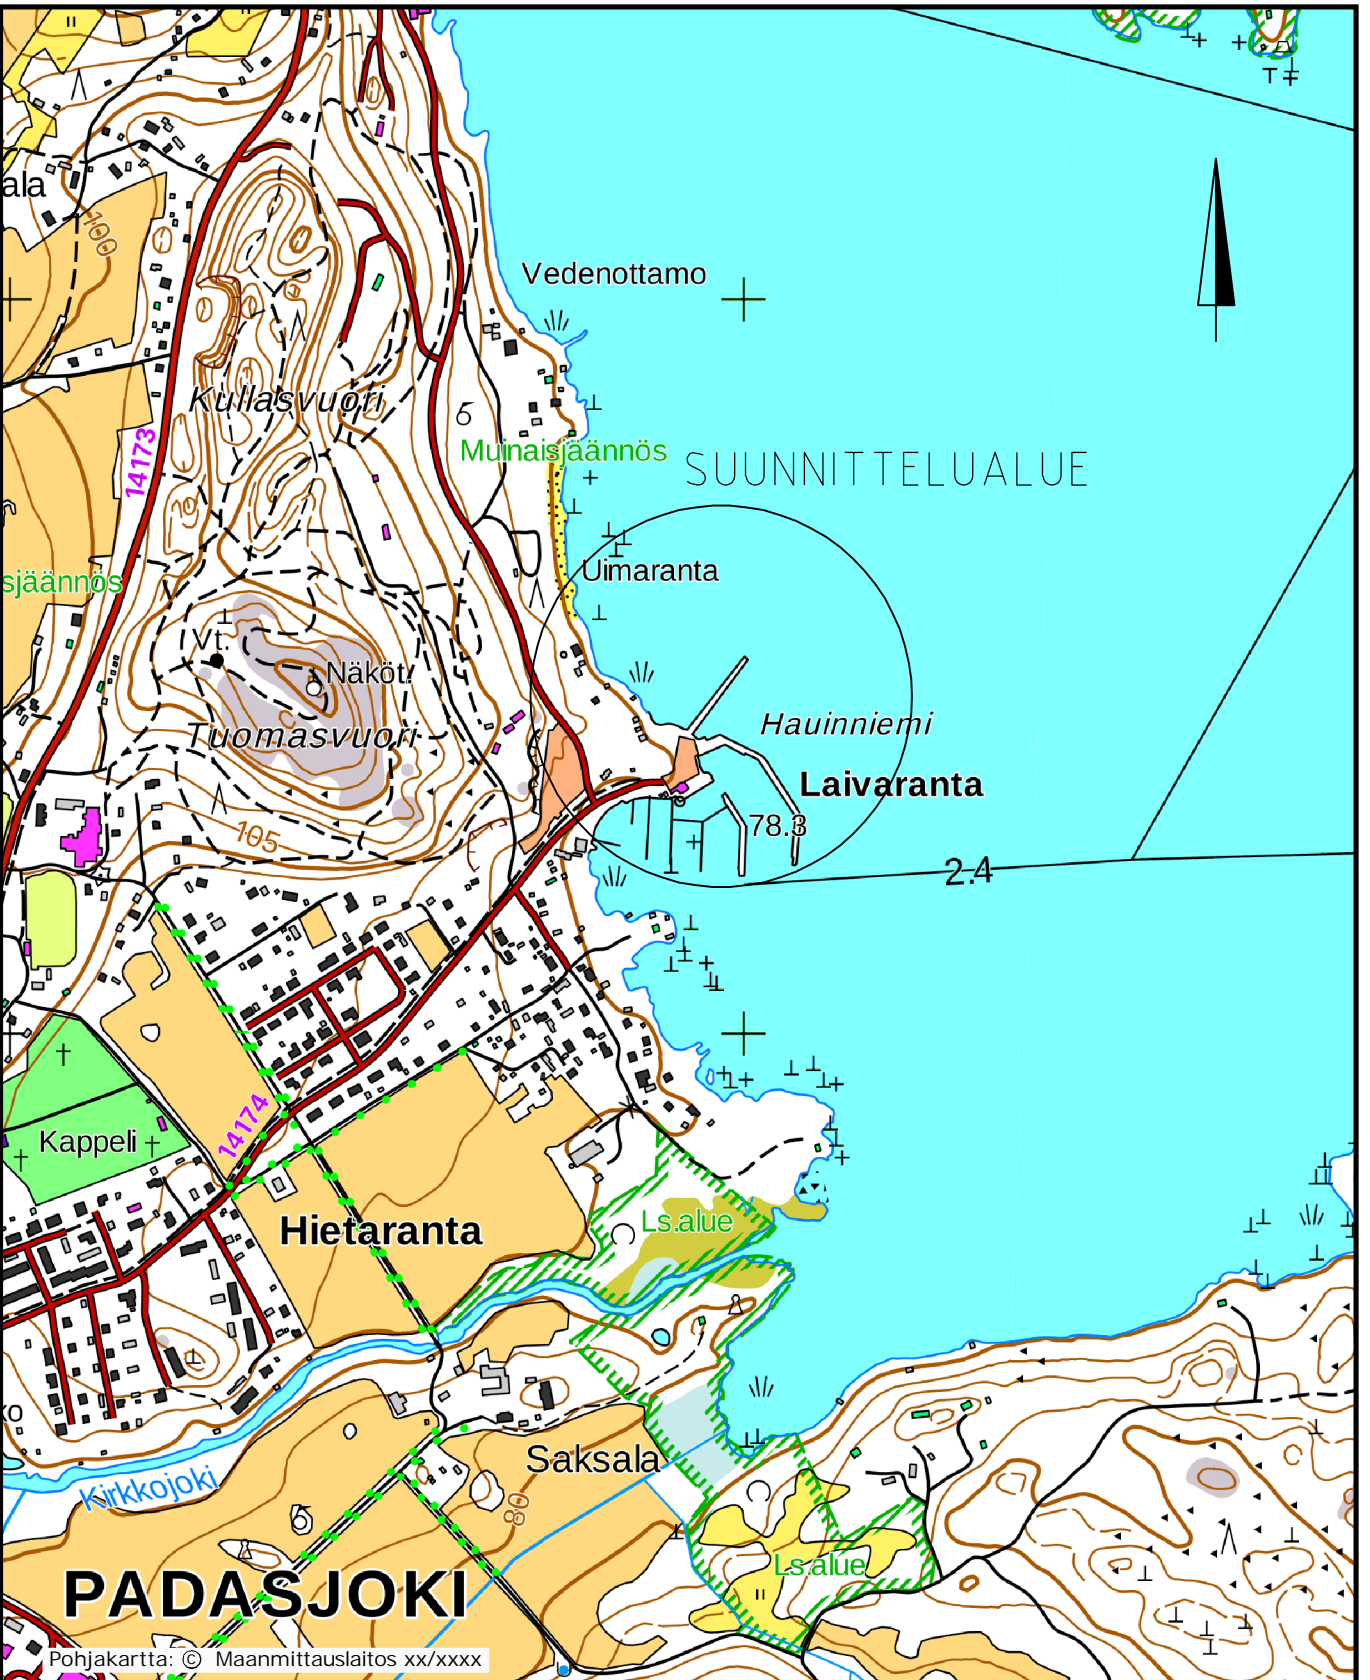 ala
100
Vedenottamo
Kullasvuori
14173
Muinaisjäännös
SUUNNITTELUALUE
sjäännös
Uimaranta
Vt.
Näköt.
Tuomasvuori
Hauinniemi
Laivaranta
78.3
105
2.4
14174
Kappeli
Hietaranta
Ls.alue
Saksala
Kirkkojoki
80
Ls.alue
PADASJOKI
Pohjakartta: © Maanmittauslaitos xx/xxxx